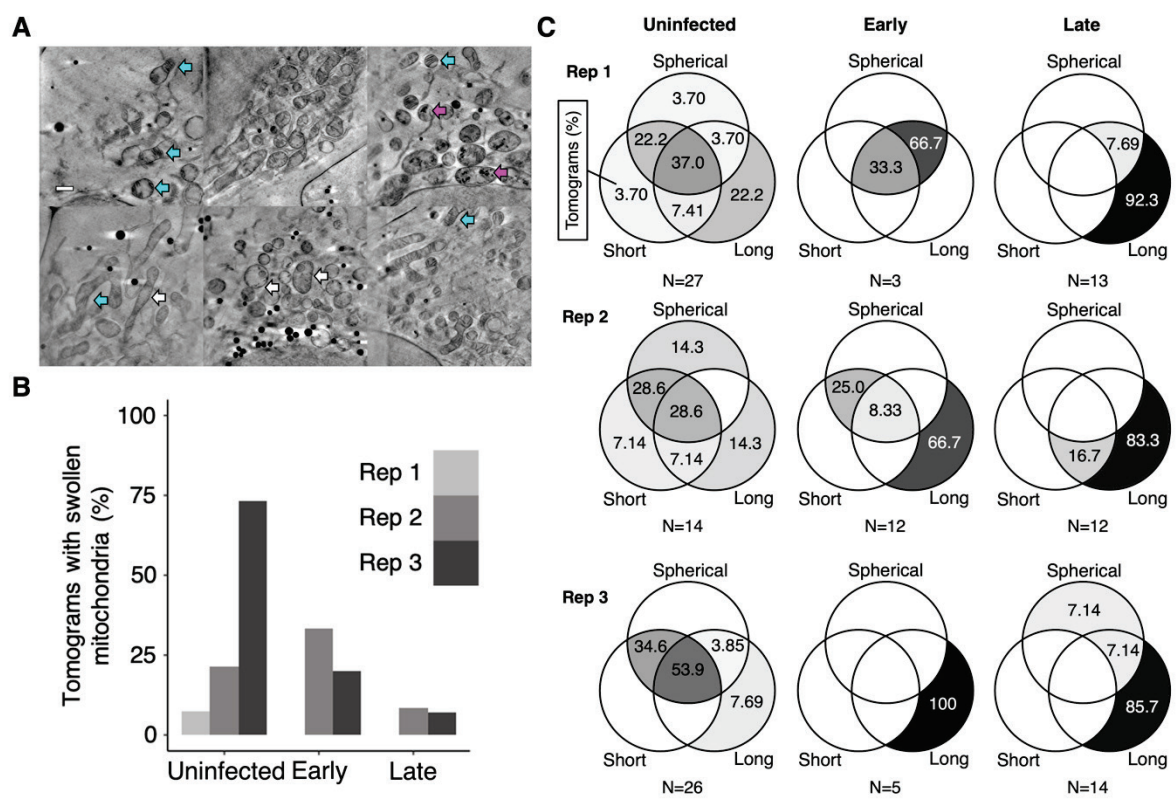 A
B
100
75
50
25
0
Tomograms with swollen
mitochondria (%)
Rep 1
Rep 2
Rep 3
Uninfected Early Late
C
Uninfected Early Late
Rep 1
Tomograms (%)
Spherical
3.70
22.2 3.70
37.0
3.70 22.2
7.41
Short Long
N=27
Spherical
66.7
33.3
Short Long
N=3
Spherical
7.69
92.3
Short Long
N=13
Rep 2
Spherical
14.3
28.6
28.6
7.14 14.3
7.14
Short Long
N=14
Spherical
25.0
8.33
66.7
Short Long
N=12
Spherical
83.3
16.7
Short Long
N=12
Rep 3
Spherical
34.6 3.85
53.9
7.69
Short Long
N=26
Spherical
100
Short Long
N=5
Spherical
7.14
7.14
85.7
Short Long
N=14